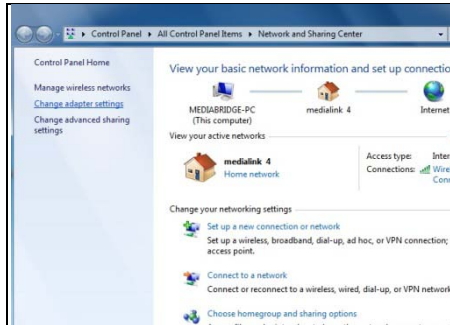 Control Panel ▸ All Control Panel Items ▸ Network and Sharing Center
Control Panel Home
Manage wireless networks
Change adapter settings
Change advanced sharing
settings
View your basic network information and set up connectio
MEDIABRIDGE-PC
(This computer)
medialink 4
Internet
View your active networks
medialink 4
Home network
Access type: Inter
Connections: Wire
Con
Change your networking settings
Set up a new connection or network
Set up a wireless, broadband, dial-up, ad hoc, or VPN connection;
access point.
Connect to a network
Connect or reconnect to a wireless, wired, dial-up, or VPN network
Choose homegroup and sharing options